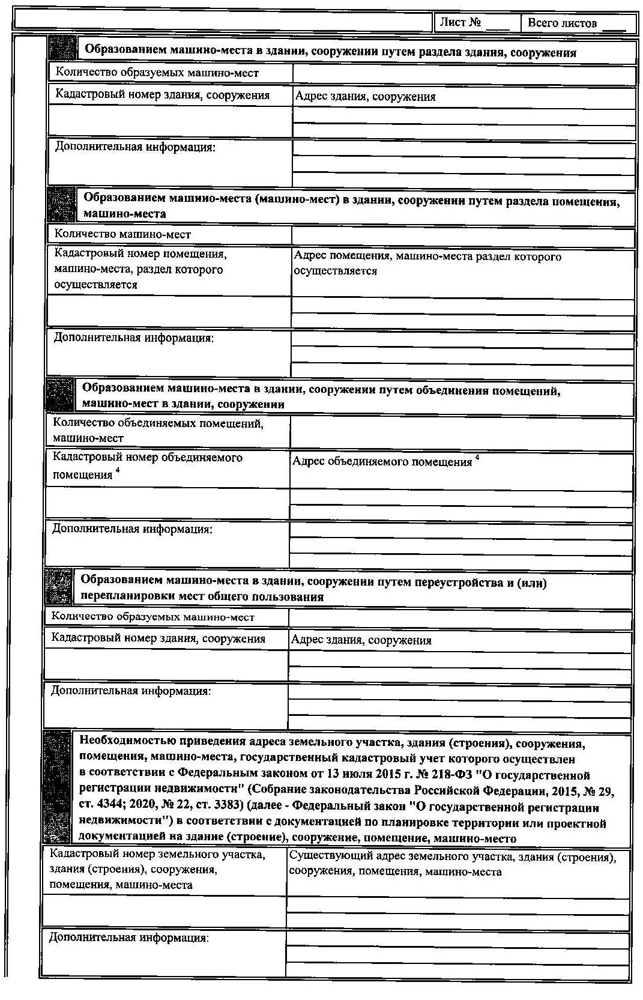 Лист № ____ Всего листов ____
Образованием машино-места в здании, сооружении путем раздела здания, сооружения
Количество образуемых машино-мест
Кадастровый номер здания, сооружения
Адрес здания, сооружения
Дополнительная информация:
Образованием машино-места (машино-мест) в здании, сооружении путем раздела помещения,
машино-места
Количество машино-мест
Кадастровый номер помещения,
машино-места, раздел которого
осуществляется
Адрес помещения, машино-места раздел которого
осуществляется
Дополнительная информация:
Образованием машино-места в здании, сооружении путем объединения помещений,
машино-мест в здании, сооружении
Количество объединяемых помещений,
машино-мест
Кадастровый номер объединяемого
помещения 4
Адрес объединяемого помещения 4
Дополнительная информация:
Образованием машино-места в здании, сооружении путем переустройства и (или)
перепланировки мест общего пользования
Количество образуемых машино-мест
Кадастровый номер здания, сооружения
Адрес здания, сооружения
Дополнительная информация:
Необходимостью приведения адреса земельного участка, здания (строения), сооружения,
помещения, машино-места, государственный кадастровый учет которого осуществлен
в соответствии с Федеральным законом от 13 июля 2015 г. № 218-ФЗ "О государственной
регистрации недвижимости" (Собрание законодательства Российской Федерации, 2015, № 29,
ст. 4344; 2020, № 22, ст. 3383) (далее - Федеральный закон "О государственной регистрации
недвижимости") в соответствии с документацией по планировке территории или проектной
документацией на здание (строение), сооружение, помещение, машино-место
Кадастровый номер земельного участка,
здания (строения), сооружения,
помещения, машино-места
Существующий адрес земельного участка, здания (строения),
сооружения, помещения, машино-места
Дополнительная информация: